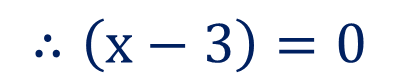 ∴ (x − 3) = 0